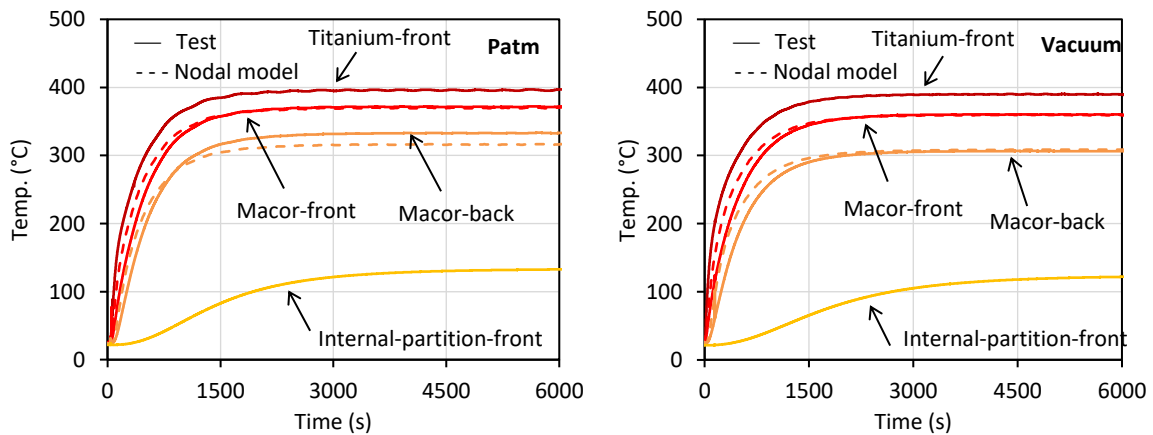 500
400
300
200
100
0
Temp. (°C)
Test
Nodal model
Titanium-front
Patm
Macor-front
Macor-back
Internal-partition-front
0
1500
3000
4500
6000
Time (s)
500
400
300
200
100
0
Temp. (°C)
Test
Nodal model
Titanium-front
Vacuum
Macor-front
Macor-back
Internal-partition-front
0
1500
3000
4500
6000
Time (s)